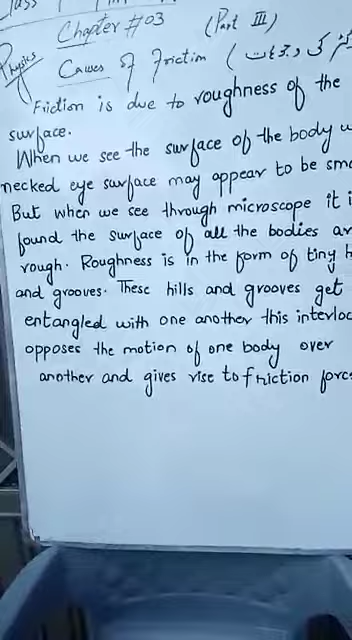 Chapter # 03 (Part III)
Physics
Causes of Friction (
Friction is due to roughness of the
surface.
When we see the surface of the body
necked eye surface may appear to be
But when we see through microscope it
found the surface of all the bodies
rough. Roughness is in the form of tiny
and grooves. These hills and grooves get
entangled with one another this
opposes the motion of one body over
another and gives rise to friction